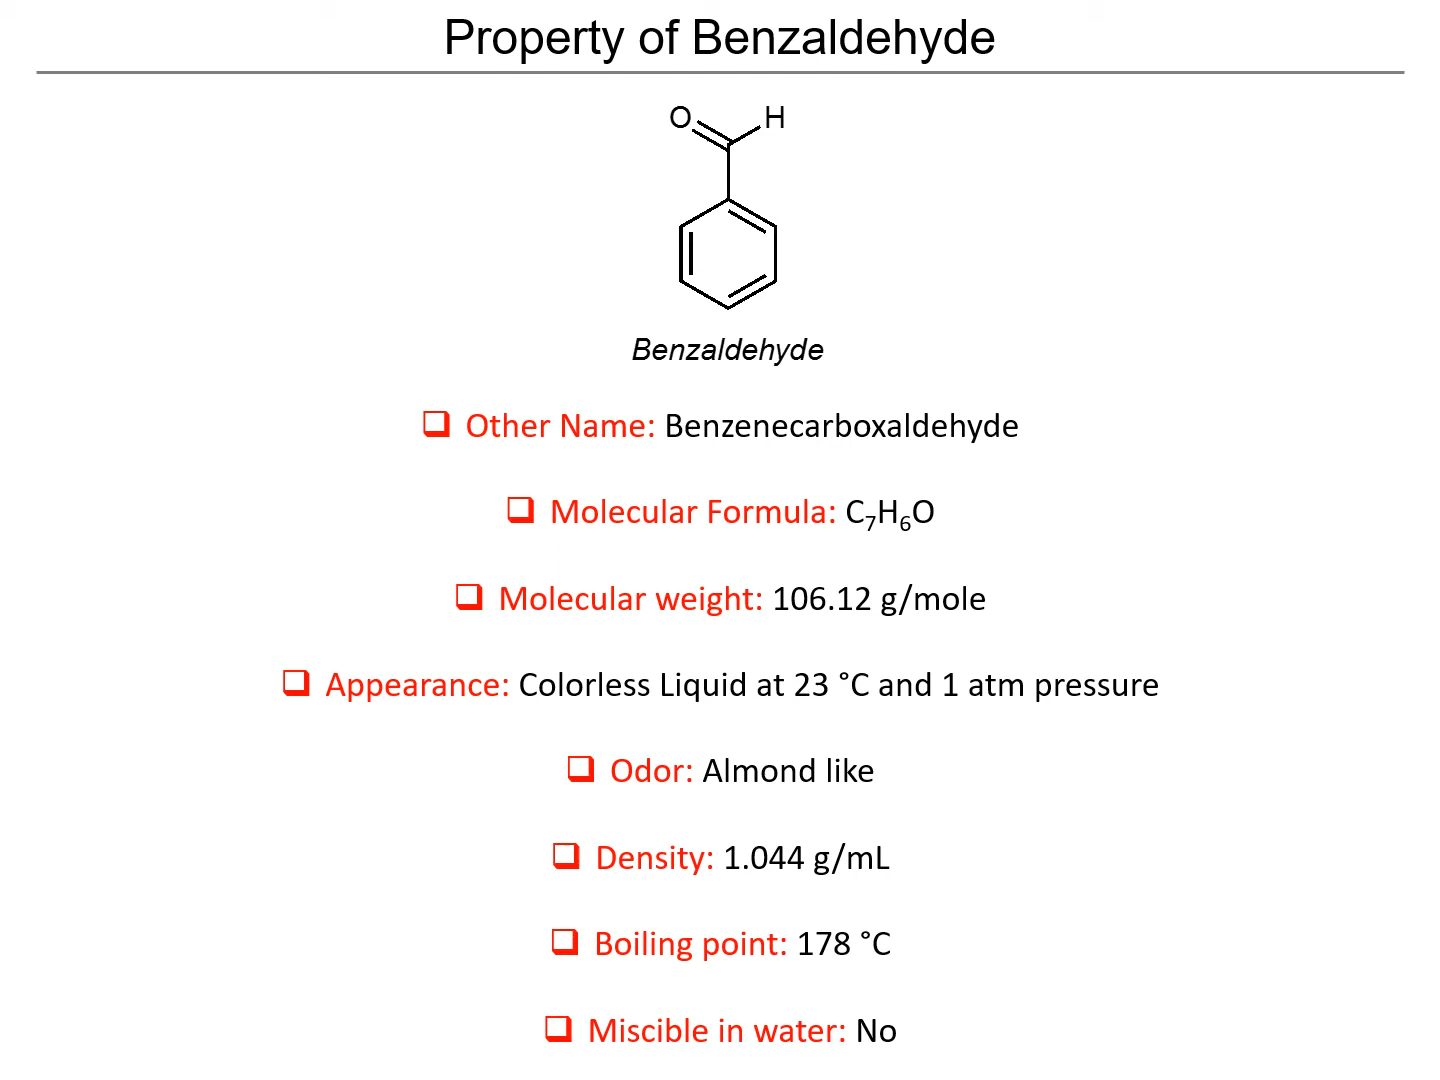 Property of Benzaldehyde
O H
Benzaldehyde
Other Name: Benzenecarboxaldehyde
Molecular Formula: C₇H₆O
Molecular weight: 106.12 g/mole
Appearance: Colorless Liquid at 23 °C and 1 atm pressure
Odor: Almond like
Density: 1.044 g/mL
Boiling point: 178 °C
Miscible in water: No